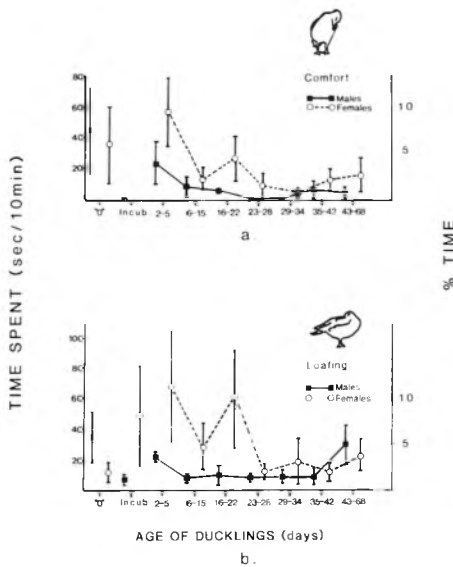 Comfort
Males
Females
80
60
40
20
10
5
Incub. 2-5 6-15 16-22 23-28 29-34 35-42 43-68
a.
TIME SPENT (sec/10min)
% TIME
Loafing
Males
Females
100
80
60
40
20
10
5
Incub. 2-5 6-15 16-22 23-28 29-34 35-42 43-68
AGE OF DUCKLINGS (days)
b.